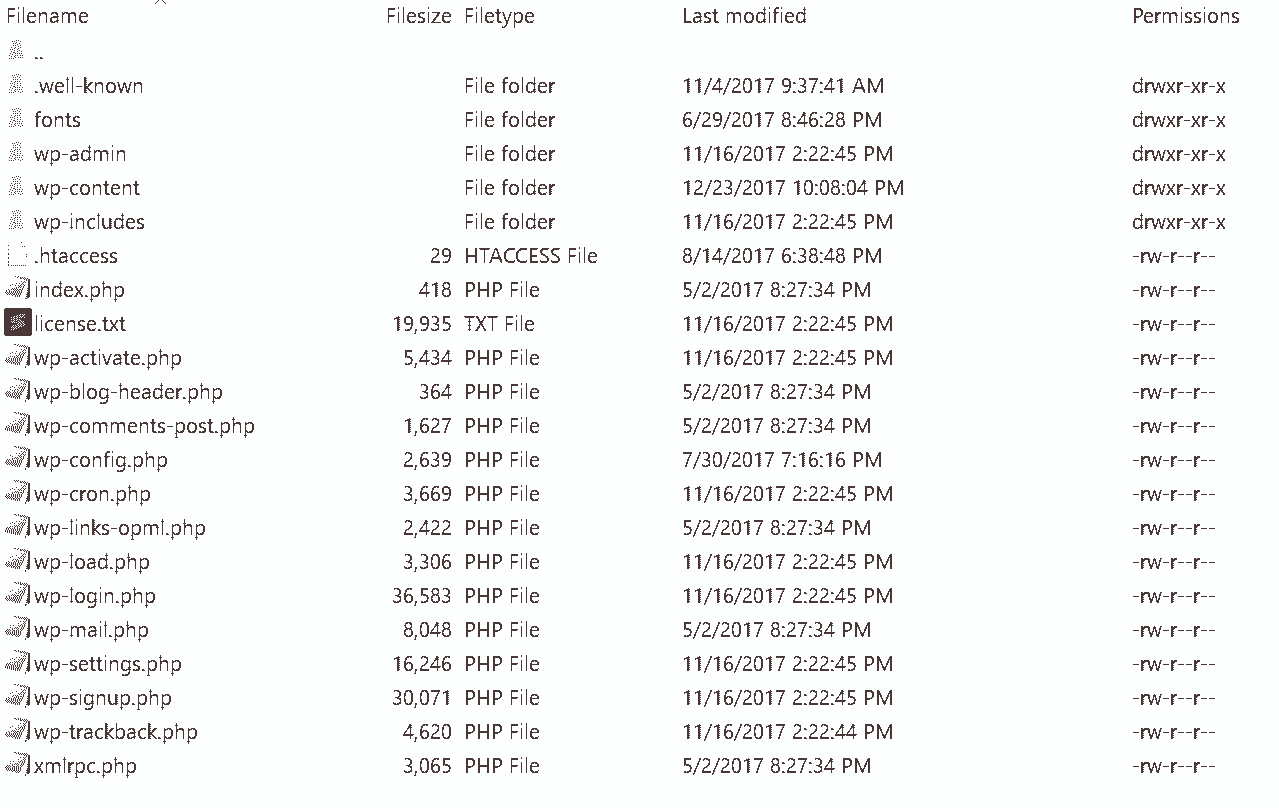 Filename Filesize Filetype Last modified Permissions
..
.well-known File folder 11/4/2017 9:37:41 AM drwxr-xr-x
fonts File folder 6/29/2017 8:46:28 PM drwxr-xr-x
wp-admin File folder 11/16/2017 2:22:45 PM drwxr-xr-x
wp-content File folder 12/23/2017 10:08:04 PM drwxr-xr-x
wp-includes File folder 11/16/2017 2:22:45 PM drwxr-xr-x
.htaccess 29 HTACCESS File 8/14/2017 6:38:48 PM -rw-r--r--
index.php 418 PHP File 5/2/2017 8:27:34 PM -rw-r--r--
license.txt 19,935 TXT File 11/16/2017 2:22:45 PM -rw-r--r--
wp-activate.php 5,434 PHP File 11/16/2017 2:22:45 PM -rw-r--r--
wp-blog-header.php 364 PHP File 5/2/2017 8:27:34 PM -rw-r--r--
wp-comments-post.php 1,627 PHP File 5/2/2017 8:27:34 PM -rw-r--r--
wp-config.php 2,639 PHP File 7/30/2017 7:16:16 PM -rw-r--r--
wp-cron.php 3,669 PHP File 11/16/2017 2:22:45 PM -rw-r--r--
wp-links-opml.php 2,422 PHP File 5/2/2017 8:27:34 PM -rw-r--r--
wp-load.php 3,306 PHP File 11/16/2017 2:22:45 PM -rw-r--r--
wp-login.php 36,583 PHP File 11/16/2017 2:22:45 PM -rw-r--r--
wp-mail.php 8,048 PHP File 5/2/2017 8:27:34 PM -rw-r--r--
wp-settings.php 16,246 PHP File 11/16/2017 2:22:45 PM -rw-r--r--
wp-signup.php 30,071 PHP File 11/16/2017 2:22:45 PM -rw-r--r--
wp-trackback.php 4,620 PHP File 11/16/2017 2:22:44 PM -rw-r--r--
xmlrpc.php 3,065 PHP File 5/2/2017 8:27:34 PM -rw-r--r--